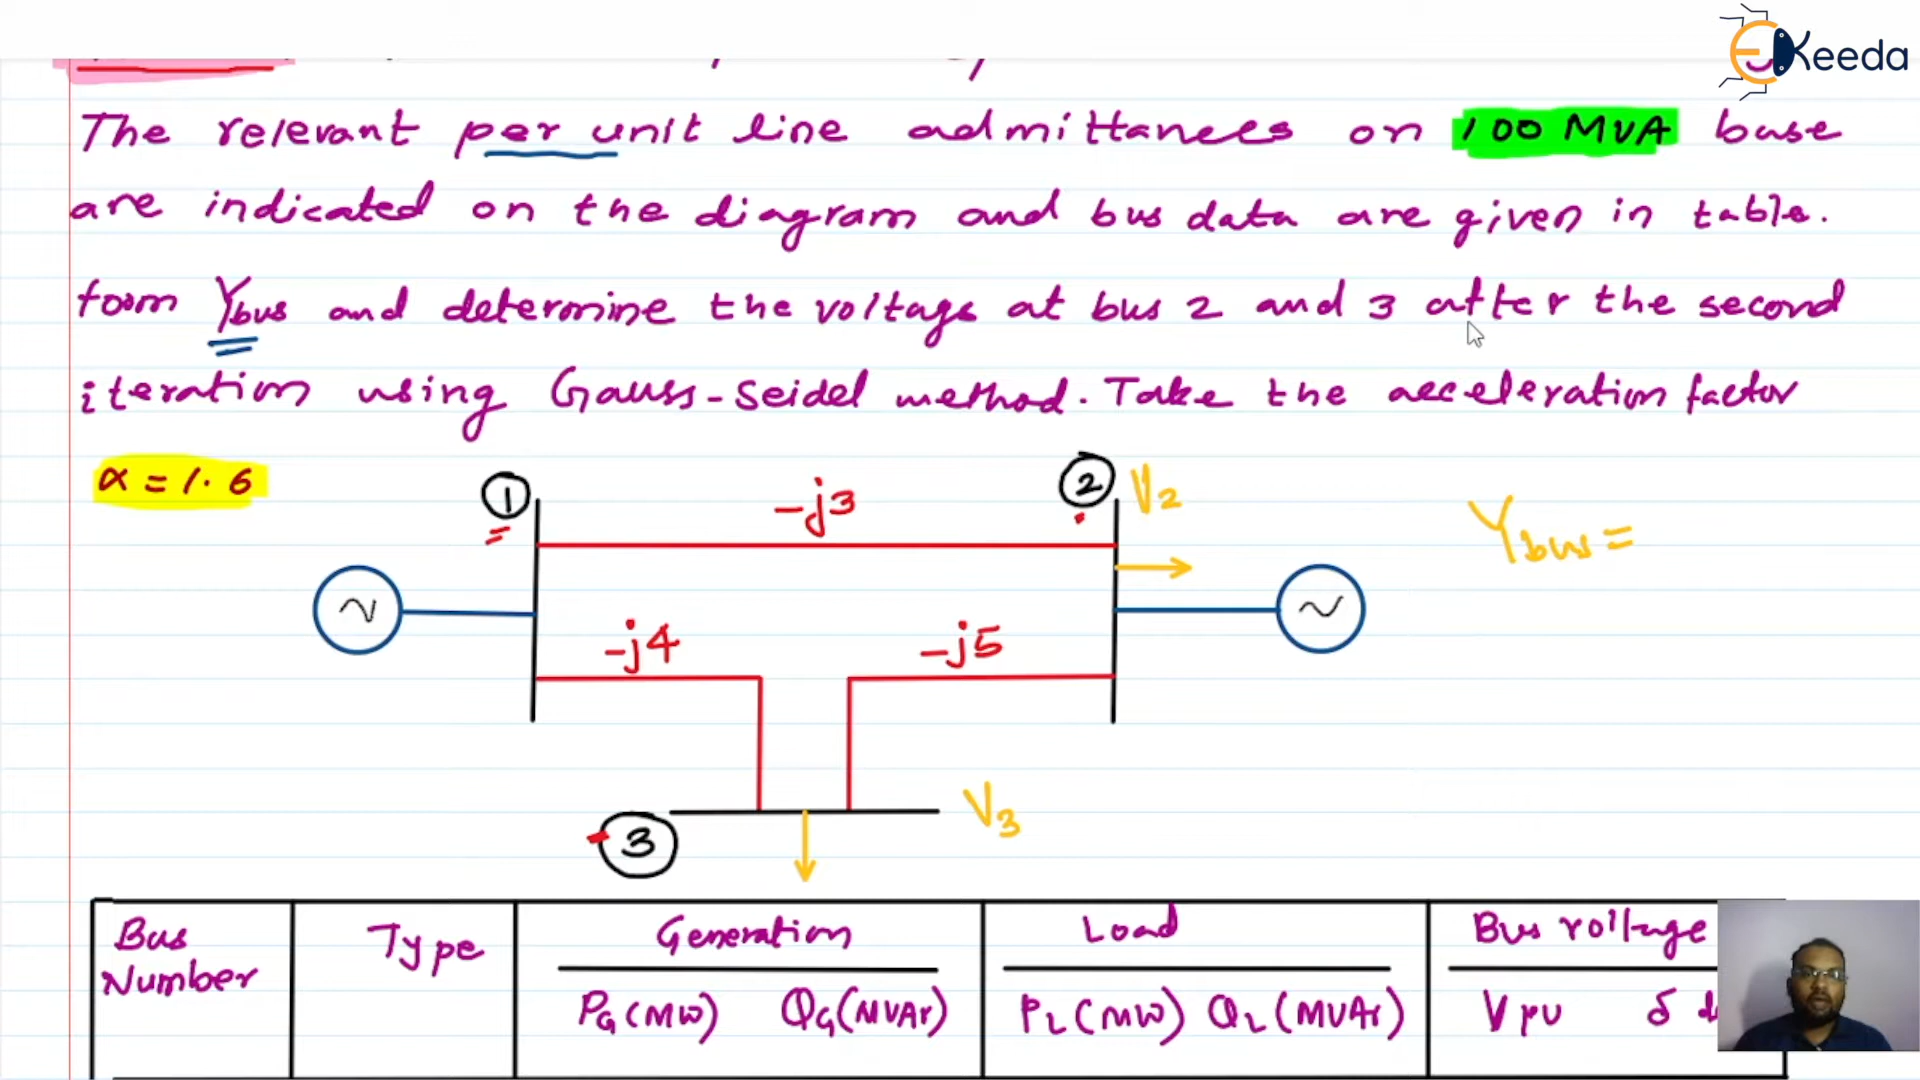 Keeda
The relevant per unit line admittances on 100 MVA base
are indicated on the diagram and bus data are given in table.
form Ybus and determine the voltage at bus 2 and 3 after the second
iteration using Gauss-Seidel method. Take the acceleration factor
α = 1.6
1
-j3
2
V2
Ybus =
-j4
-j5
V3
3
Bus Number
Type
Generation
Load
Bus voltage
PG(MW) QG(MVAr)
PL(MW) QL(MVAr)
V pu δ